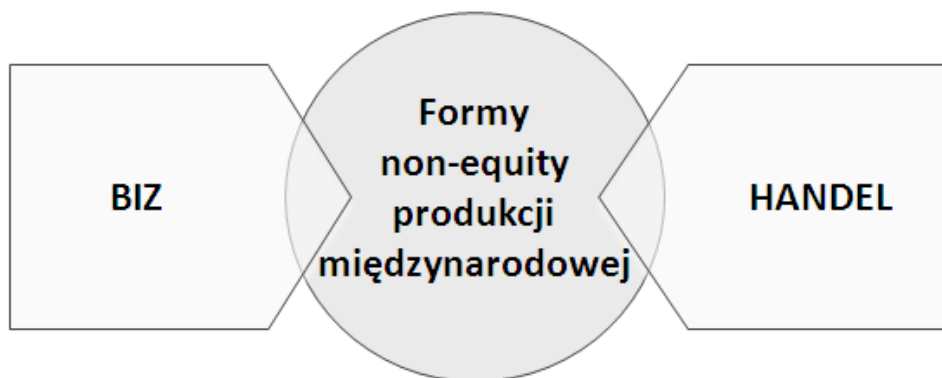 BIZ
Formy
non-equity
produkcji
międzynarodowej
HANDEL